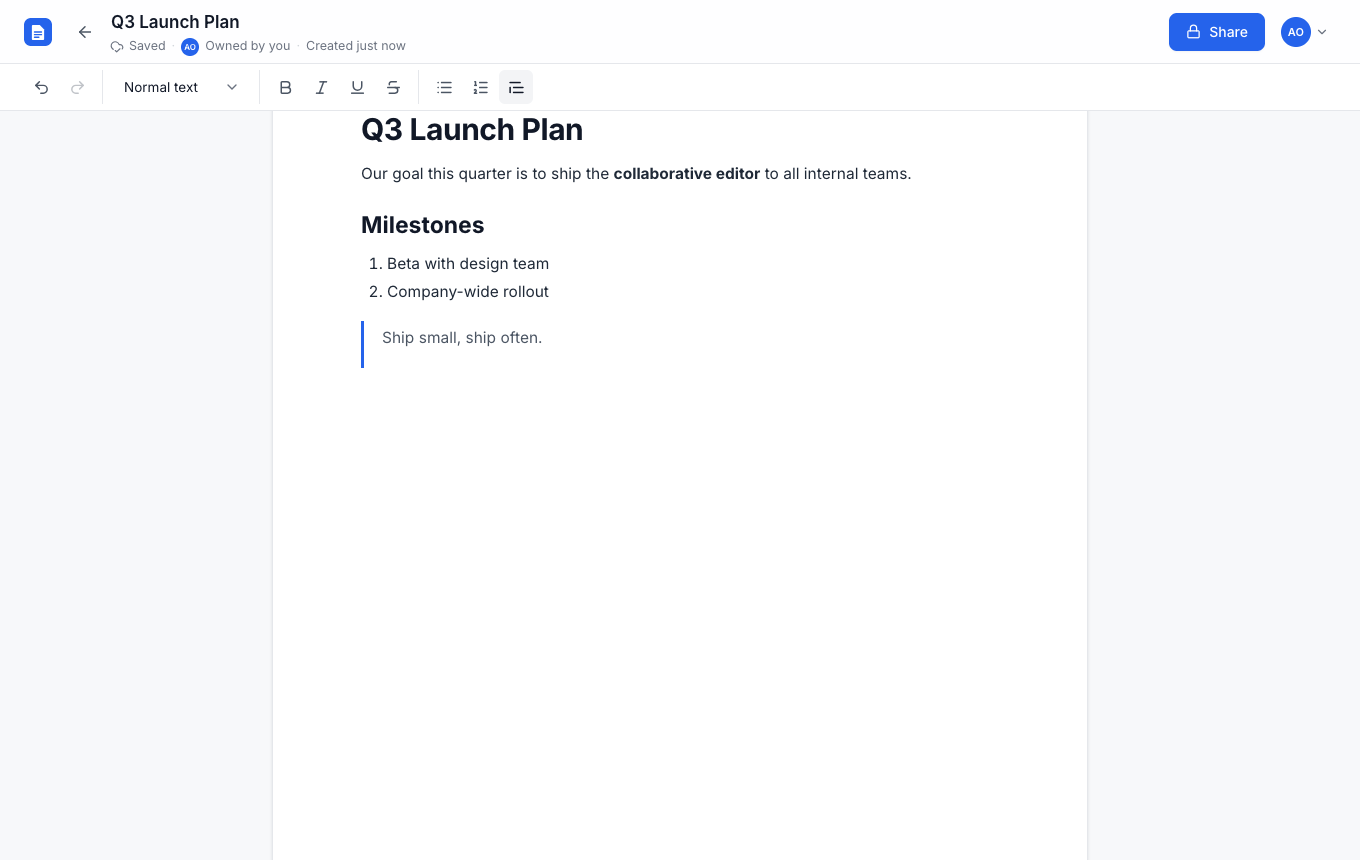 Q3 Launch Plan
Saved · AO Owned by you · Created just now
Share
AO
Normal text
Q3 Launch Plan
Our goal this quarter is to ship the collaborative editor to all internal teams.
Milestones
1. Beta with design team
2. Company-wide rollout
Ship small, ship often.